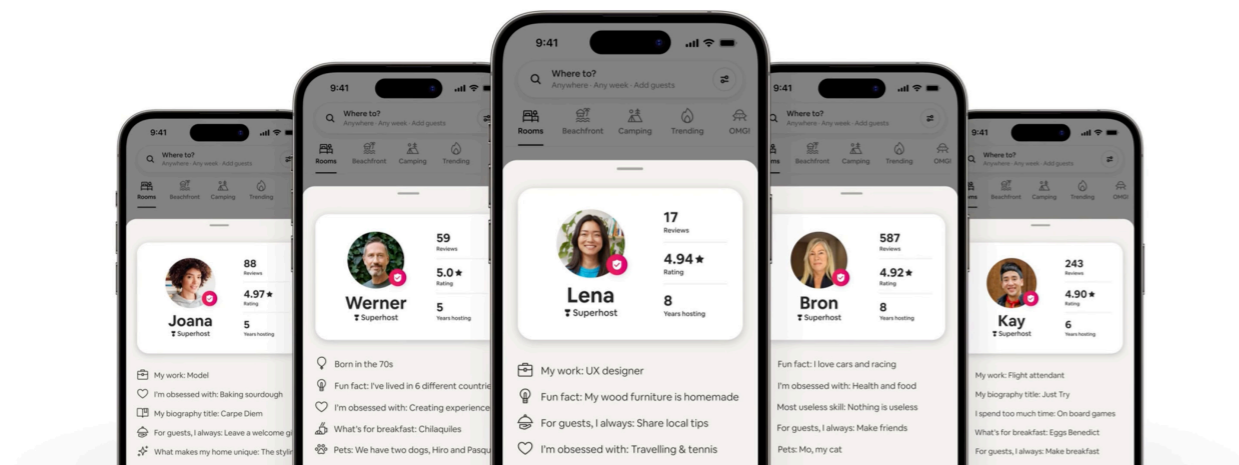 9:41
Where to?
Anywhere · Any week · Add guests
Rooms
Beachfront
Camping
Trending
88
Reviews
4.97★
Rating
5
Years hosting
Joana
Superhost
My work: Model
I'm obsessed with: Baking sourdough
My biography title: Carpe Diem
For guests, I always: Leave a welcome gi
What makes my home unique: The stylin
9:41
Where to?
Anywhere · Any week · Add guests
Rooms
Beachfront
Camping
Trending
59
Reviews
5.0★
Rating
5
Years hosting
Werner
Superhost
Born in the 70s
Fun fact: I've lived in 6 different countrie
I'm obsessed with: Creating experience
What's for breakfast: Chilaquiles
Pets: We have two dogs, Hiro and Pasqu
9:41
Where to?
Anywhere · Any week · Add guests
Rooms
Beachfront
Camping
Trending
OMG!
17
Reviews
4.94★
Rating
8
Years hosting
Lena
Superhost
My work: UX designer
Fun fact: My wood furniture is homemade
For guests, I always: Share local tips
I'm obsessed with: Travelling & tennis
9:41
Where to?
Anywhere · Any week · Add guests
ms
Beachfront
Camping
Trending
OMG!
587
Reviews
4.92★
Rating
8
Years hosting
Bron
Superhost
Fun fact: I love cars and racing
I'm obsessed with: Health and food
Most useless skill: Nothing is useless
For guests, I always: Make friends
Pets: Mo, my cat
9:41
Where to?
Anywhere · Any week · Add guests
ms
Beachfront
Camping
Trending
OMG!
243
Reviews
4.90★
Rating
6
Years hosting
Kay
Superhost
My work: Flight attendant
My biography title: Just Try
I spend too much time: On board games
What's for breakfast: Eggs Benedict
For guests, I always: Make breakfast